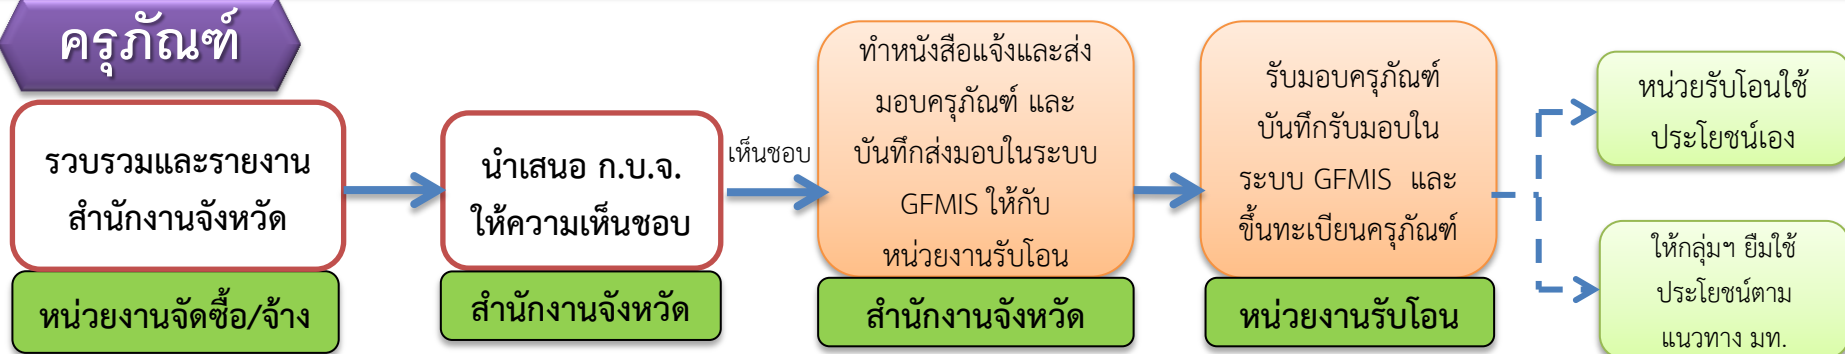 ครุภัณฑ์
รวบรวมและรายงาน
สำนักงานจังหวัด
หน่วยงานจัดซื้อ/จ้าง
นำเสนอ ก.บ.จ.
ให้ความเห็นชอบ
สำนักงานจังหวัด
เห็นชอบ
ทำหนังสือแจ้งและส่ง
มอบครุภัณฑ์ และ
บันทึกส่งมอบในระบบ
GFMIS ให้กับ
หน่วยงานรับโอน
สำนักงานจังหวัด
รับมอบครุภัณฑ์
บันทึกรับมอบใน
ระบบ GFMIS และ
ขึ้นทะเบียนครุภัณฑ์
หน่วยงานรับโอน
หน่วยรับโอนใช้
ประโยชน์เอง
ให้กลุ่มฯ ยืมใช้
ประโยชน์ตาม
แนวทาง มท.